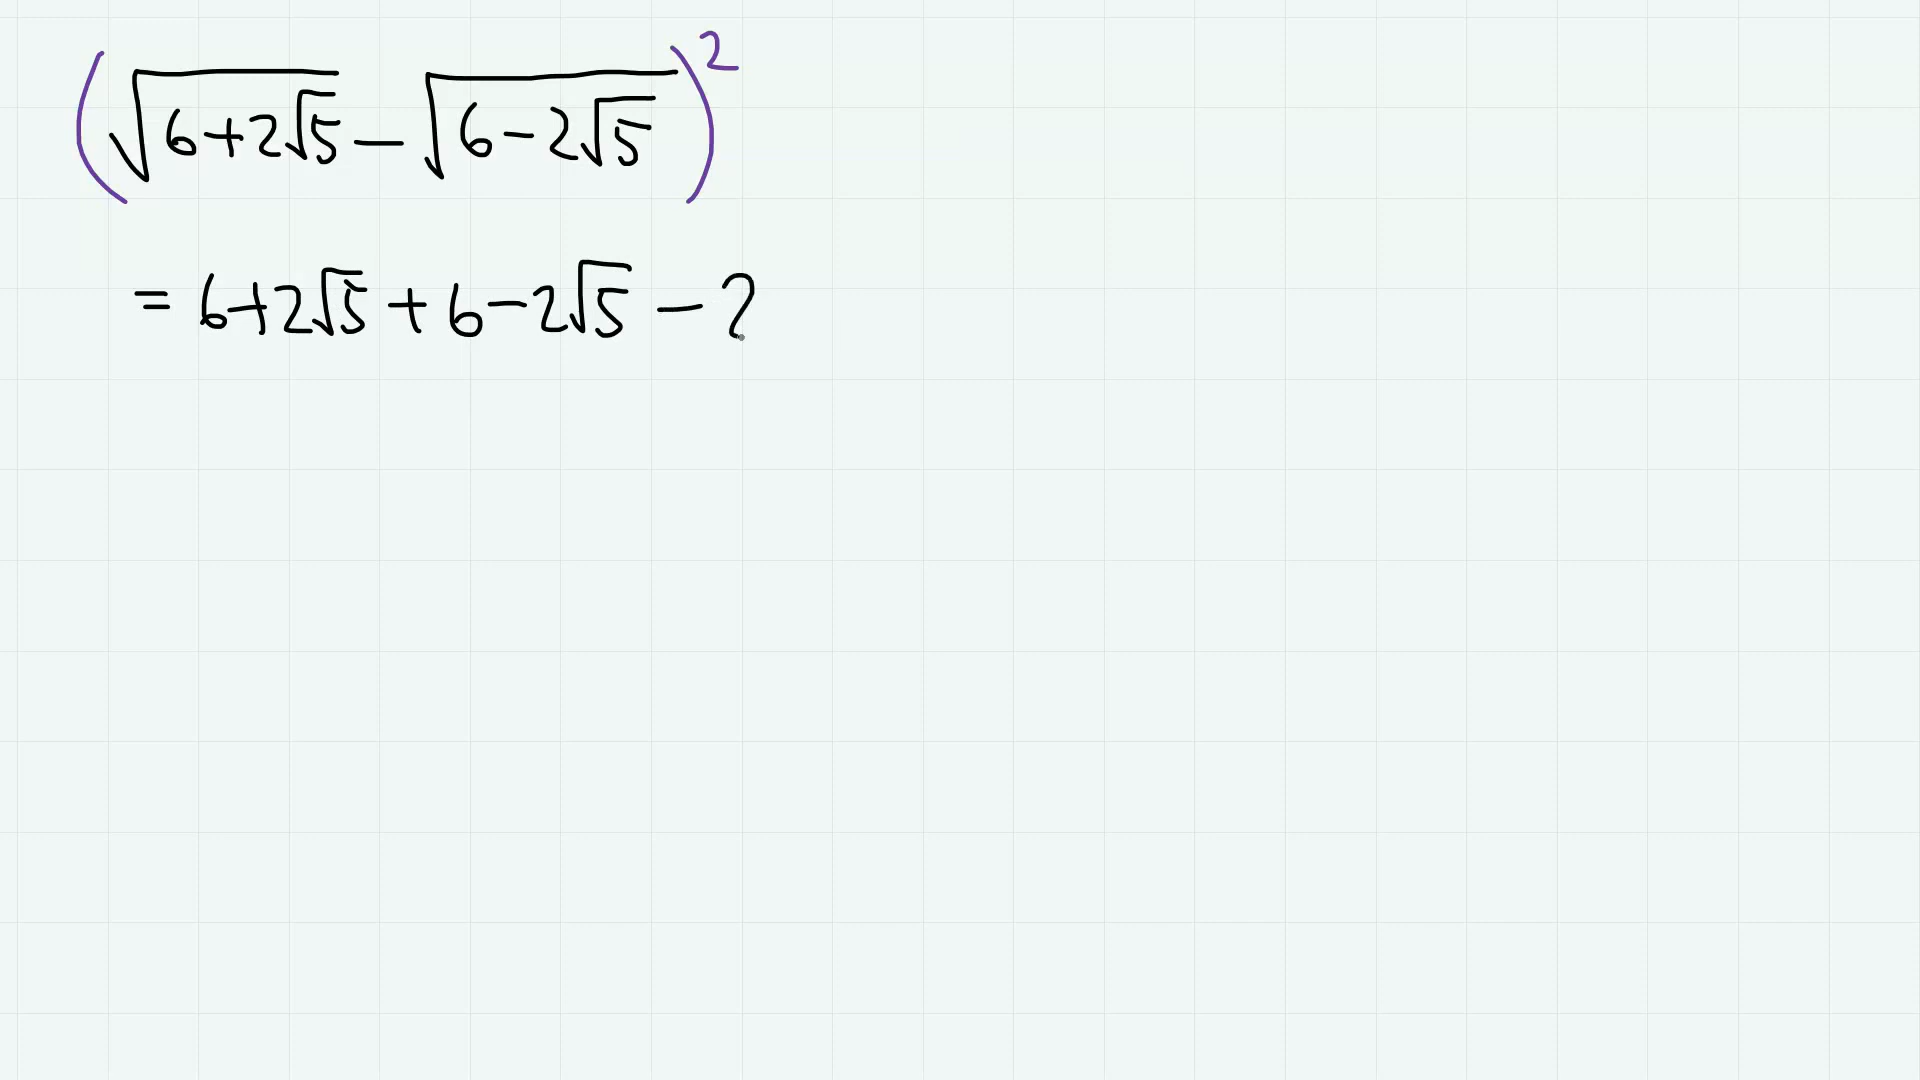 (√(6+2√5) − √(6−2√5))²
= 6+2√5 + 6−2√5 − 2